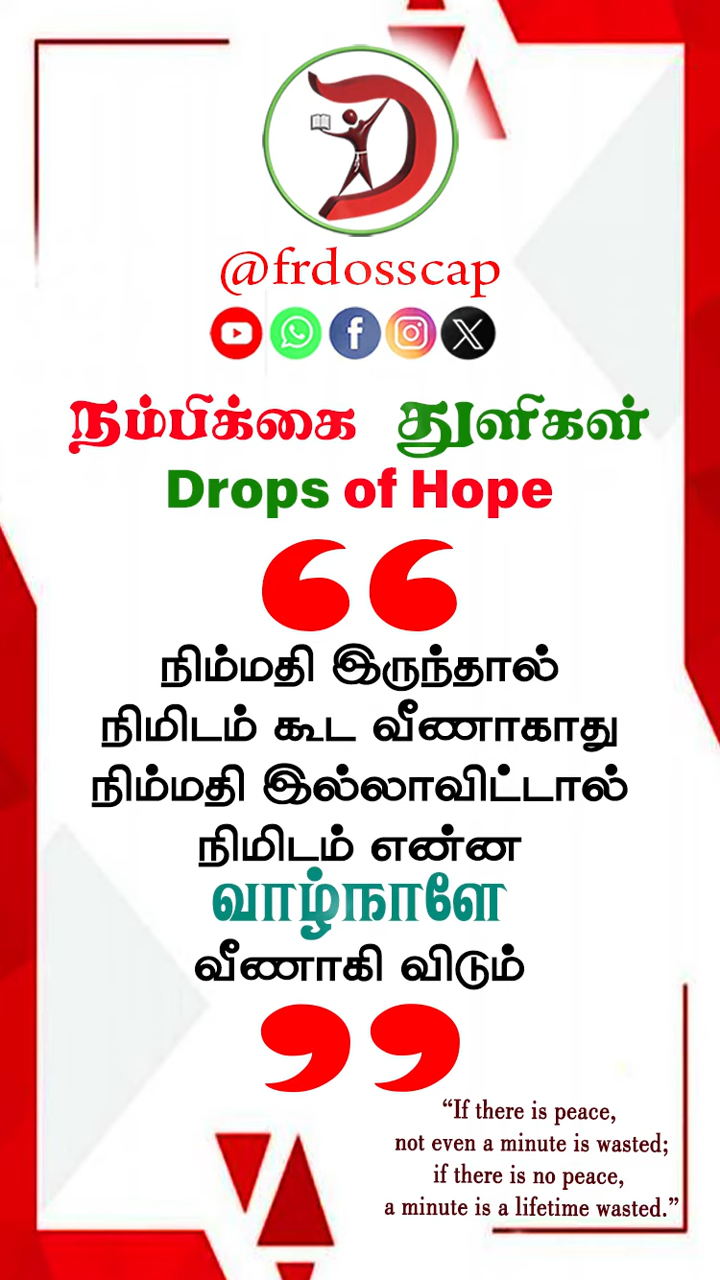 @frdosscap
நம்பிக்கை துளிகள்
Drops of Hope
நிம்மதி இருந்தால்
நிமிடம் கூட வீணாகாது
நிம்மதி இல்லாவிட்டால்
நிமிடம் என்ன
வாழ்நாளே
வீணாகி விடும்
“If there is peace,
not even a minute is wasted;
if there is no peace,
a minute is a lifetime wasted.”